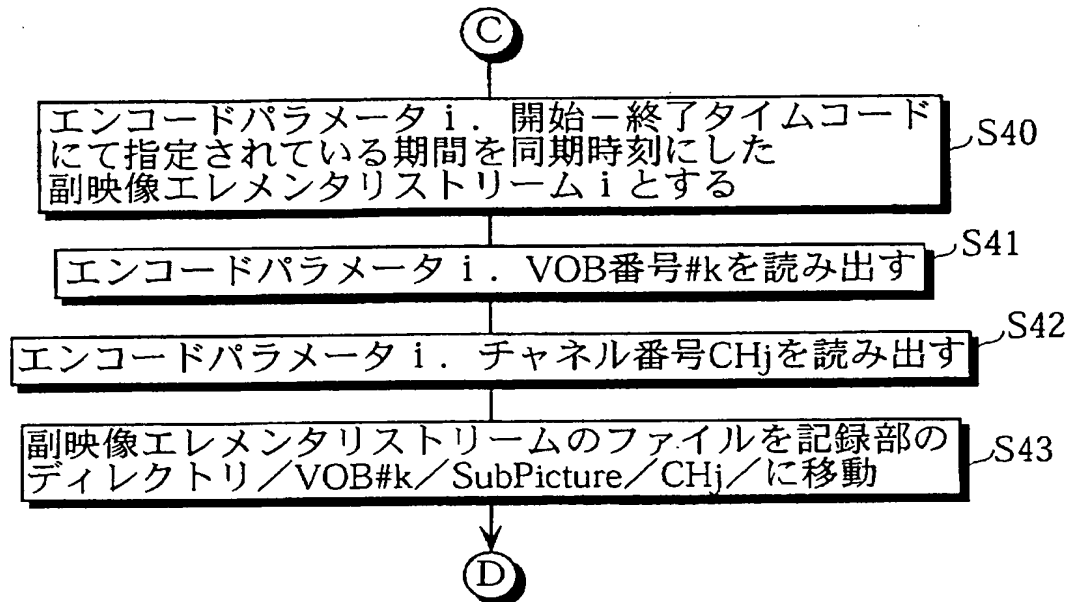 C
エンコードパラメータｉ．開始－終了タイムコード
にて指定されている期間を同期時刻にした
副映像エレメンタリストリームｉとする
S40
エンコードパラメータｉ．VOB番号#kを読み出す
S41
エンコードパラメータｉ．チャネル番号CHjを読み出す
S42
副映像エレメンタリストリームのファイルを記録部の
ディレクトリ／VOB#k／SubPicture／CHj／に移動
S43
D